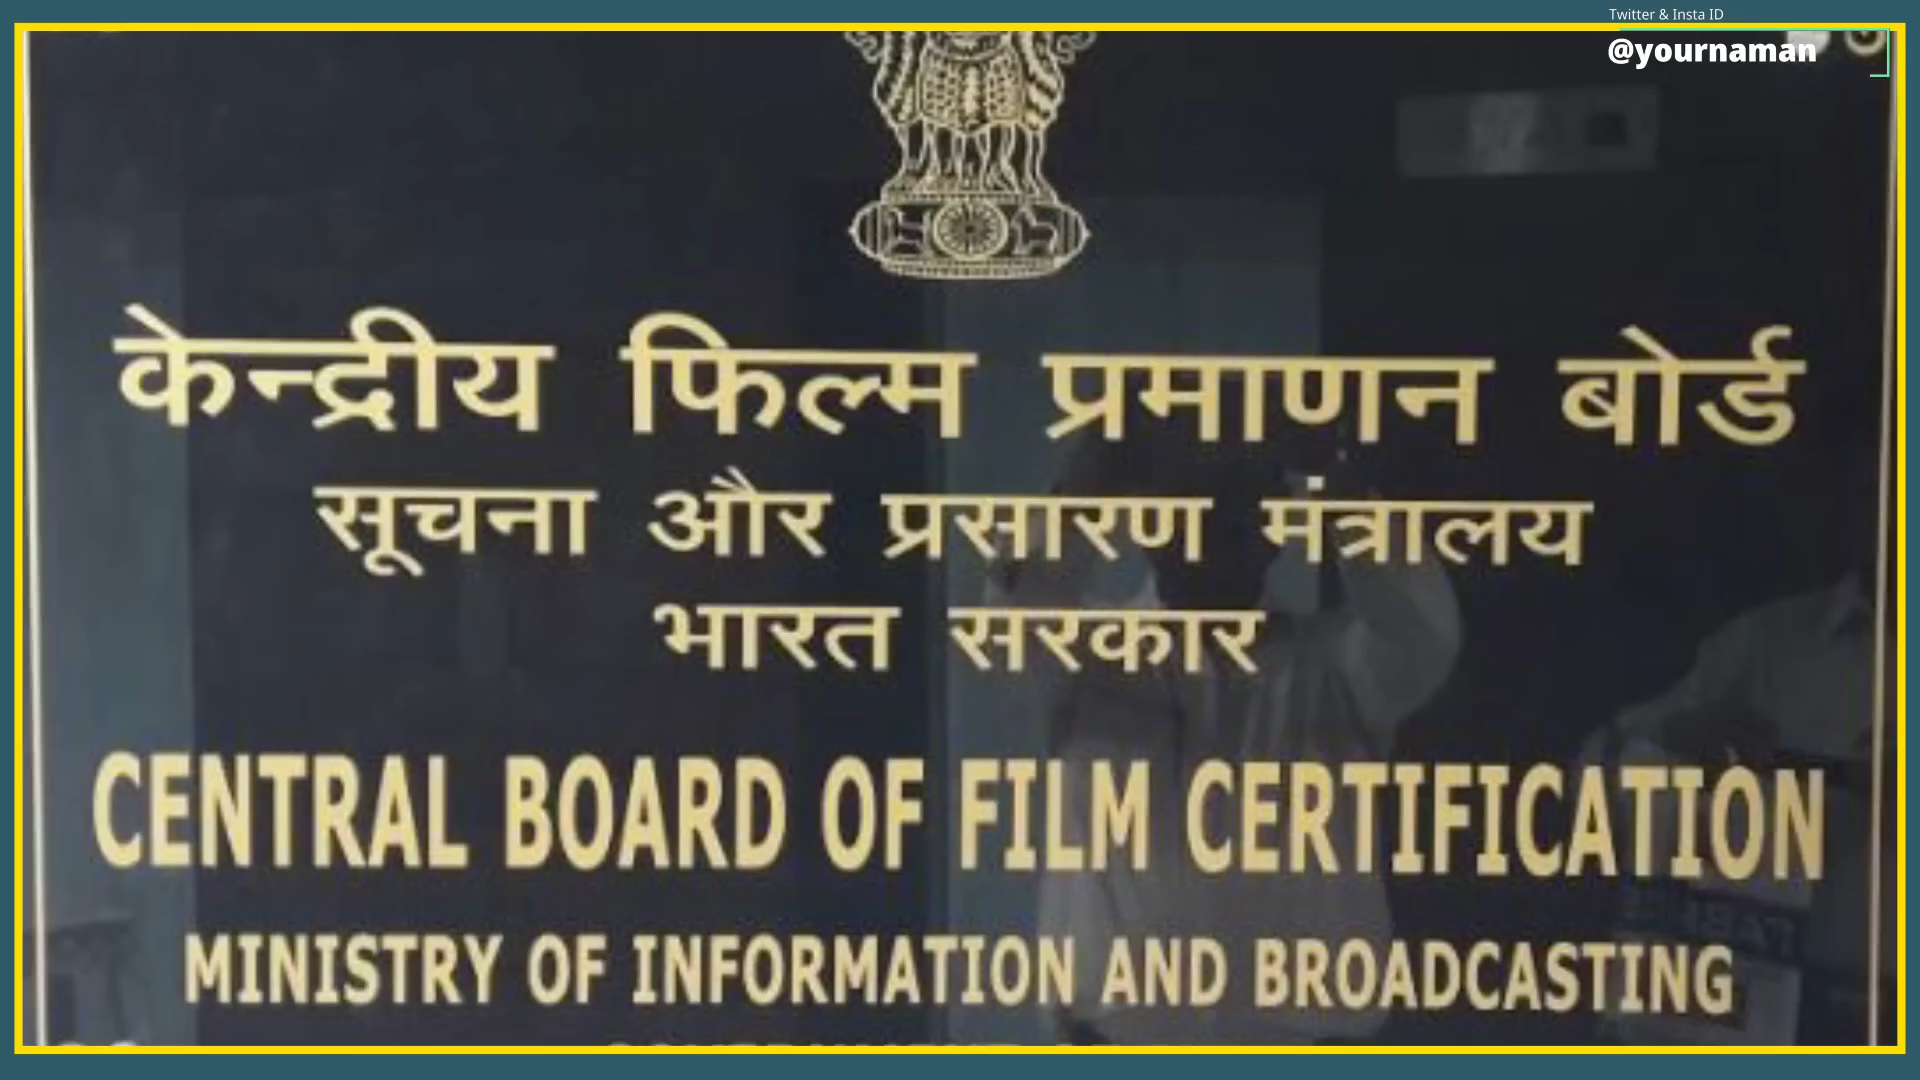 Twitter & Insta ID
@yournaman
केन्द्रीय फिल्म प्रमाणन बोर्ड
सूचना और प्रसारण मंत्रालय
भारत सरकार
CENTRAL BOARD OF FILM CERTIFICATION
MINISTRY OF INFORMATION AND BROADCASTING